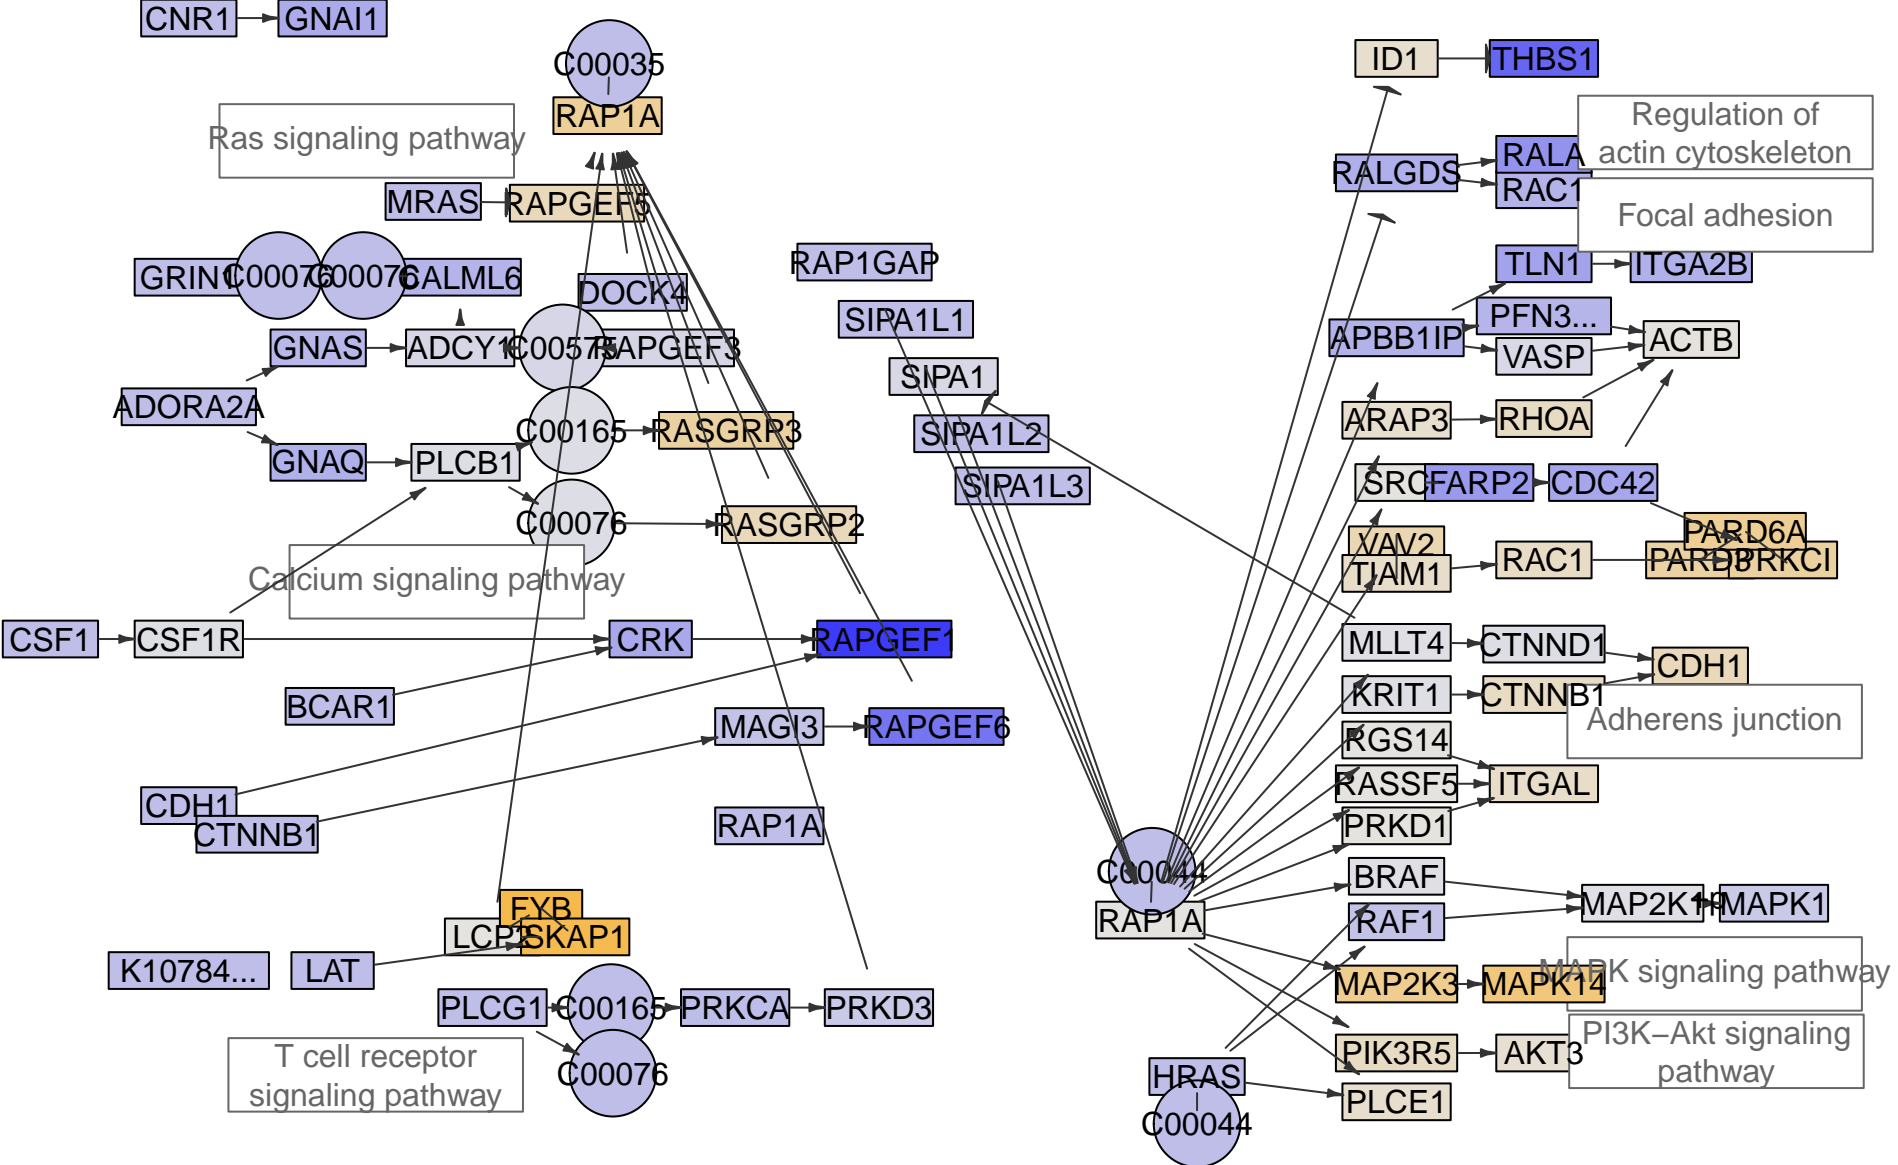 CNR1
GNAI1
C00035
RAP1A
ID1
THBS1
Ras signaling pathway
Regulation of
actin cytoskeleton
RALGDS
RALA
RAC1
Focal adhesion
MRAS
RAPGEF5
GRIN1
C00076
C00076
CALML6
RAP1GAP
TLN1
ITGA2B
DOCK4
SIPA1L1
PFN3...
APBB1IP
VASP
ACTB
GNAS
ADCY1
C00575
RAPGEF3
SIPA1
ADORA2A
C00165
RASGRP3
SIPA1L2
ARAP3
RHOA
GNAQ
PLCB1
SIPA1L3
SRC
FARP2
CDC42
C00076
RASGRP2
VAV2
TIAM1
RAC1
PARD6A
PARD3
PRKCI
Calcium signaling pathway
CSF1
CSF1R
CRK
RAPGEF1
MLLT4
CTNND1
CDH1
BCAR1
KRIT1
CTNNB1
MAGI3
RAPGEF6
RGS14
Adherens junction
CDH1
CTNNB1
RAP1A
RASSF5
ITGAL
PRKD1
C00044
RAP1A
BRAF
RAF1
MAP2K1
+p
MAPK1
FYB
LCP2
SKAP1
K10784...
LAT
MAP2K3
MAPK14
MAPK signaling pathway
PLCG1
C00165
PRKCA
PRKD3
PIK3R5
AKT3
PI3K−Akt signaling
pathway
T cell receptor
signaling pathway
C00076
HRAS
C00044
PLCE1